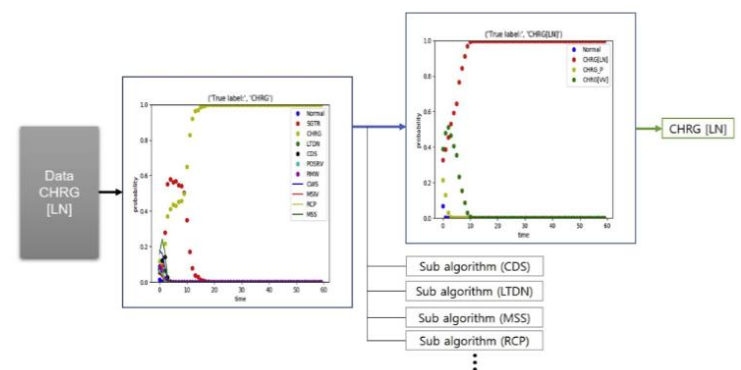 Data
CHRG
[LN]
('True label:', 'CHRG')
probability
1.0
0.8
0.6
0.4
0.2
0.0
0
10
20
30
40
50
60
time
Normal
SGTR
CHRG
LTDN
CDS
POSRV
RMW
CWS
MSIV
RCP
MSS
('True label:', 'CHRG[LN]')
probability
1.0
0.8
0.6
0.4
0.2
0.0
0
10
20
30
40
50
60
time
Normal
CHRG[LN]
CHRG_P
CHRG[VV]
CHRG [LN]
Sub algorithm (CDS)
Sub algorithm (LTDN)
Sub algorithm (MSS)
Sub algorithm (RCP)